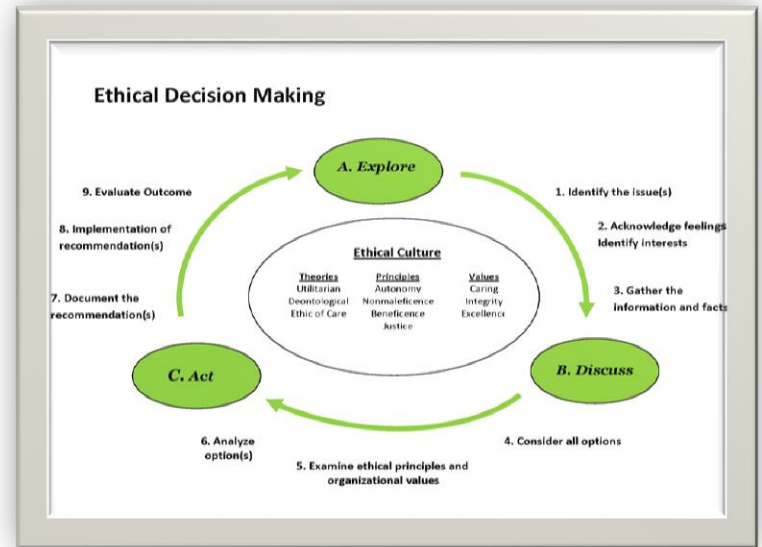 Ethical Decision Making
A. Explore
1. Identify the issue(s)
2. Acknowledge feelings
Identify interests
3. Gather the
information and facts
B. Discuss
4. Consider all options
5. Examine ethical principles and
organizational values
6. Analyze
option(s)
C. Act
7. Document the
recommendation(s)
8. Implementation of
recommendation(s)
9. Evaluate Outcome
Ethical Culture
Theories
Utilitarian
Deontological
Ethic of Care
Principles
Autonomy
Nonmaleficence
Beneficence
Justice
Values
Caring
Integrity
Excellence